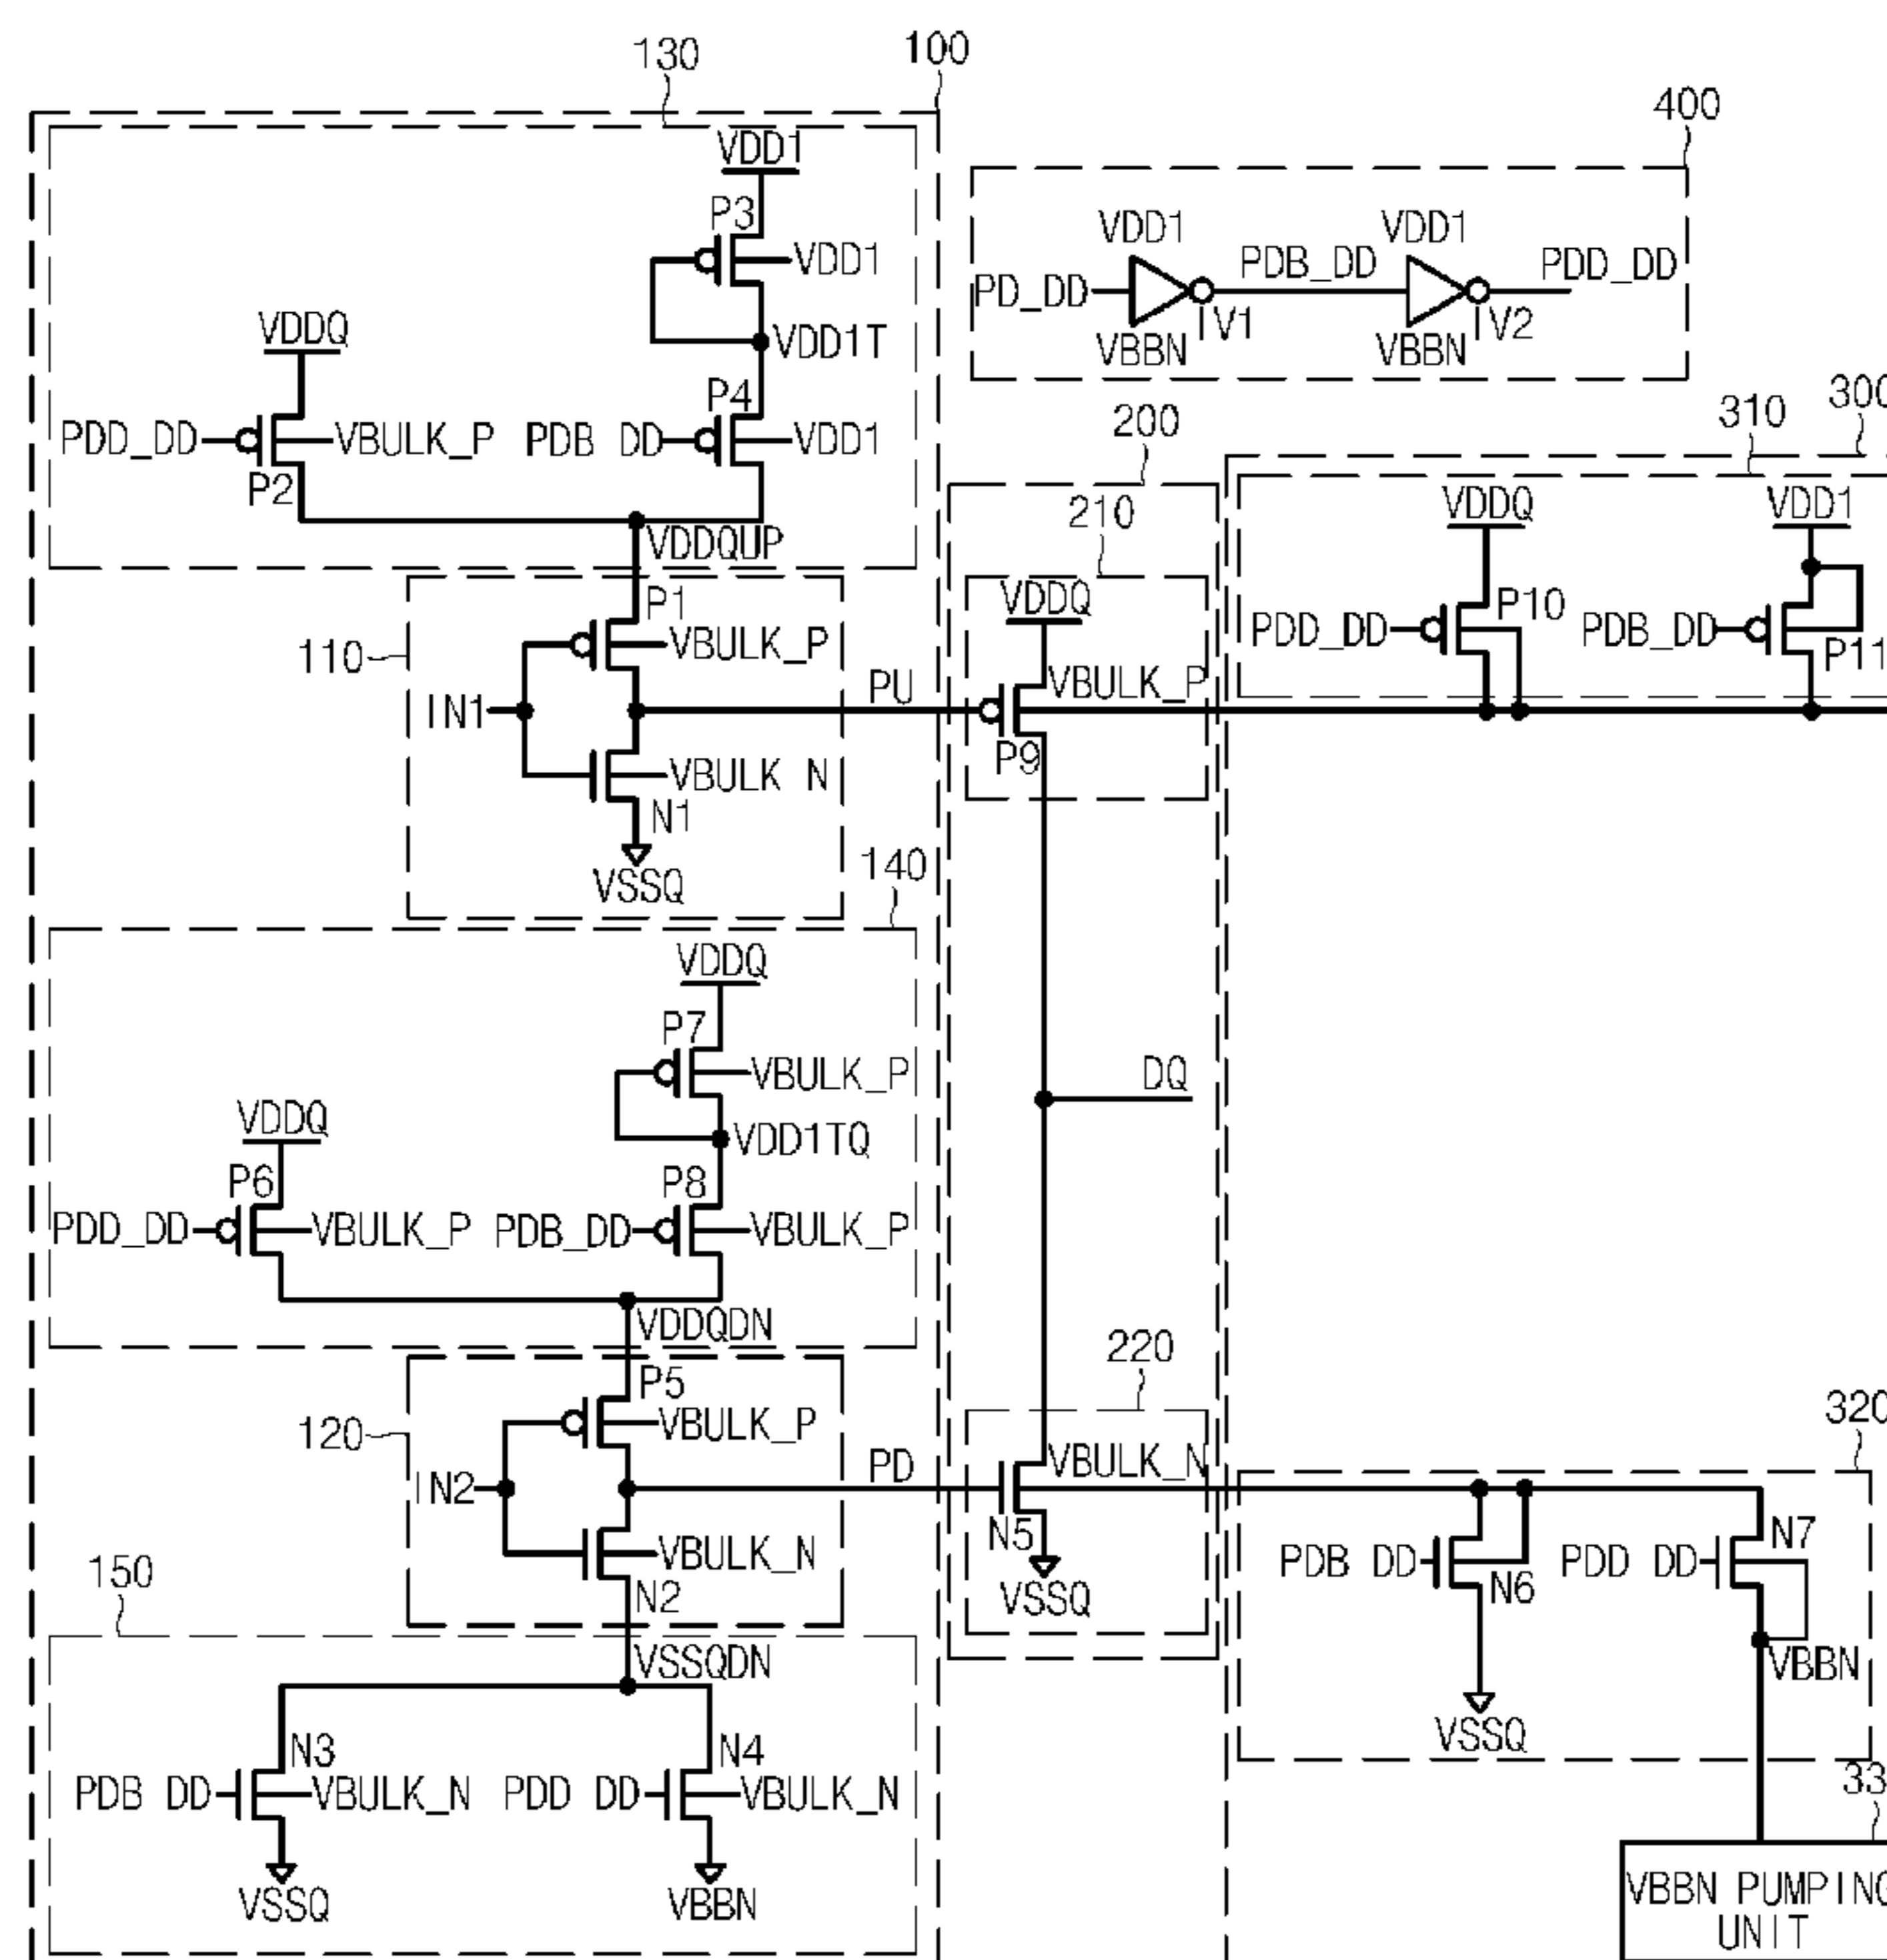 130
100
400
VDD1
P3
VDD1
VDD1T
VDDQ
P4
PDD_DD
VBULK_P
PDB DD
VDD1
P2
VDDQUP
VDD1
VDD1
PD_DD
PDB_DD
PDD_DD
IV1
IV2
VBBN
VBBN
200
210
310
300
VDDQ
VDD1
P10
PDD_DD
PDB_DD
P11
P1
VBULK_P
110
IN1
PU
VBULK N
N1
VSSQ
VDDQ
VBULK_P
P9
140
VDDQ
P7
VBULK_P
VDD1TQ
VDDQ
P6
P8
PDD_DD
VBULK_P
PDB_DD
VBULK_P
VDDQDN
DQ
220
320
P5
VBULK_P
120
IN2
PD
VBULK_N
N2
VBULK_N
N5
VSSQ
PDB DD
N6
PDD DD
N7
VBBN
VSSQ
150
VSSQDN
N3
N4
PDB DD
VBULK_N
PDD DD
VBULK_N
VSSQ
VBBN
33
VBBN PUMPING
UNIT